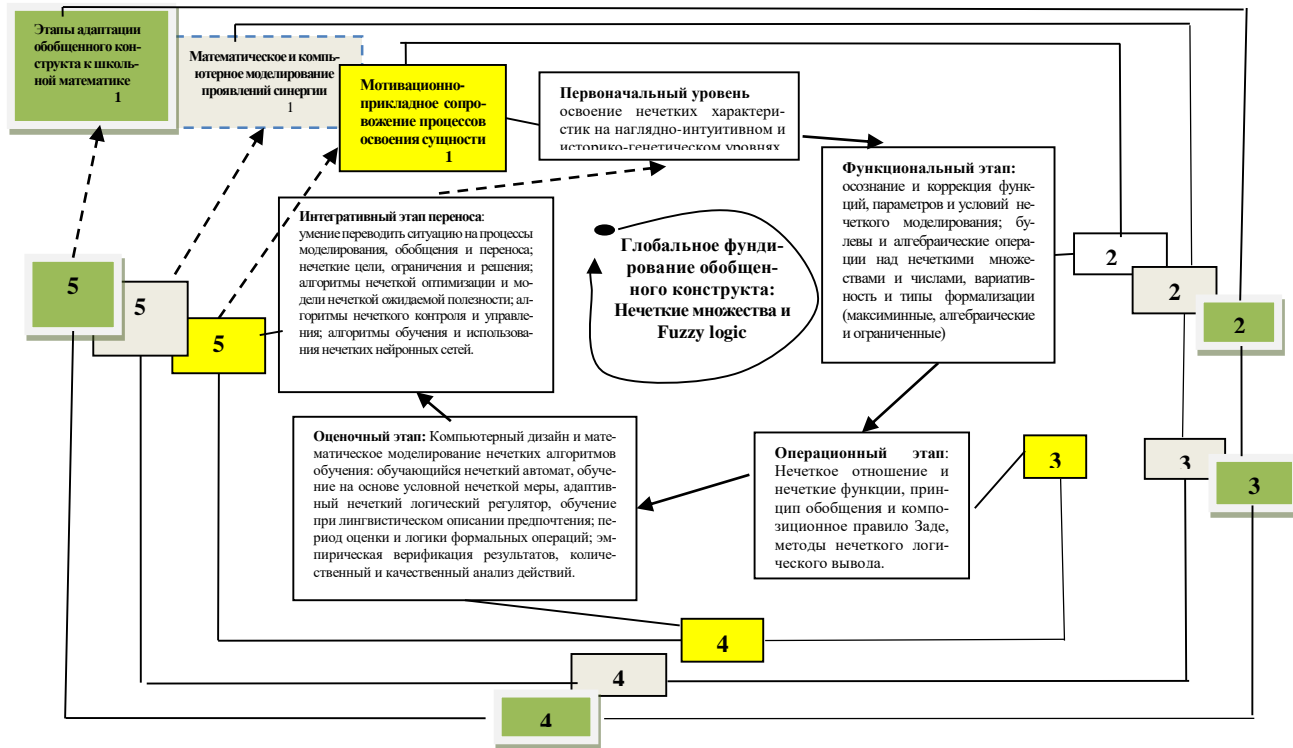 Этапы адаптации
обобщенного кон-
структа к школь-
ной математике
1
Математическое и компь-
ютерное моделирование
проявлений синергии
1
Мотивационно-
прикладное сопро-
вожение процессов
освоения сущности
1
Первоначальный уровень
освоение нечетких характери-
стик на наглядно-интуитивном и
историко-генетическом уровнях
Функциональный этап:
осознание и коррекция функ-
ций, параметров и условий не-
четкого моделирования; бу-
левы и алгебраические опера-
ции над нечеткими множе-
ствами и числами, вариатив-
ность и типы формализации
(максиминные, алгебраические
и ограниченные)
Интегративный этап переноса:
умение переводить ситуацию на процессы
моделирования, обобщения и переноса;
нечеткие цели, ограничения и решения;
алгоритмы нечеткой оптимизации и мо-
дели нечеткой ожидаемой полезности; ал-
горитмы нечеткого контроля и управле-
ния; алгоритмы обучения и использова-
ния нечетких нейронных сетей.
Глобальное фунди-
рование обобщен-
ного конструкта:
Нечеткие множества и
Fuzzy logic
2
2
2
5
5
5
Оценочный этап: Компьютерный дизайн и мате-
матическое моделирование нечетких алгоритмов
обучения: обучающийся нечеткий автомат, обуче-
ние на основе условной нечеткой меры, адаптив-
ный нечеткий логический регулятор, обучение
при лингвистическом описании предпочтения; пе-
риод оценки и логики формальных операций; эм-
пирическая верификация результатов, количе-
ственный и качественный анализ действий.
Операционный этап:
Нечеткое отношение и
нечеткие функции, прин-
цип обобщения и компо-
зиционное правило Заде,
методы нечеткого логи-
ческого вывода.
3
3
3
4
4
4